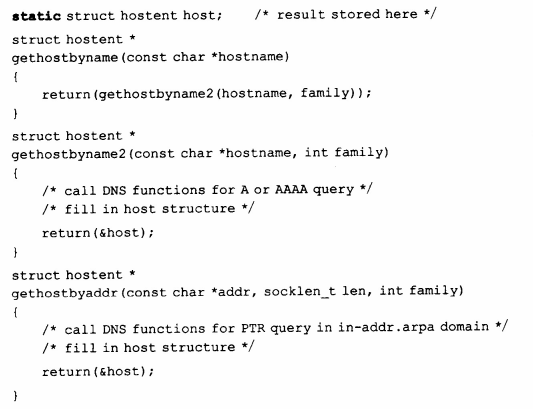 static struct hostent host;    /* result stored here */
struct hostent *
gethostbyname(const char *hostname)
{
    return(gethostbyname2(hostname, family));
}
struct hostent *
gethostbyname2(const char *hostname, int family)
{
    /* call DNS functions for A or AAAA query */
    /* fill in host structure */
    return(&host);
}
struct hostent *
gethostbyaddr(const char *addr, socklen_t len, int family)
{
    /* call DNS functions for PTR query in in-addr.arpa domain */
    /* fill in host structure */
    return(&host);
}